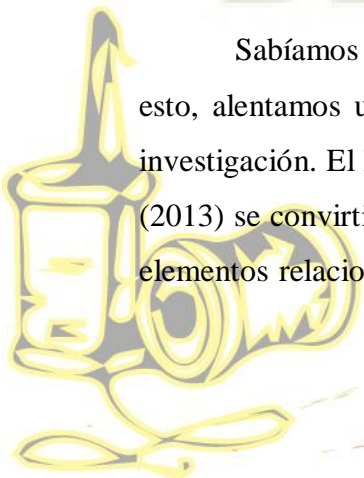 Sabíamos
esto, alentamos u
investigación. El
(2013) se convirti
elementos relacio